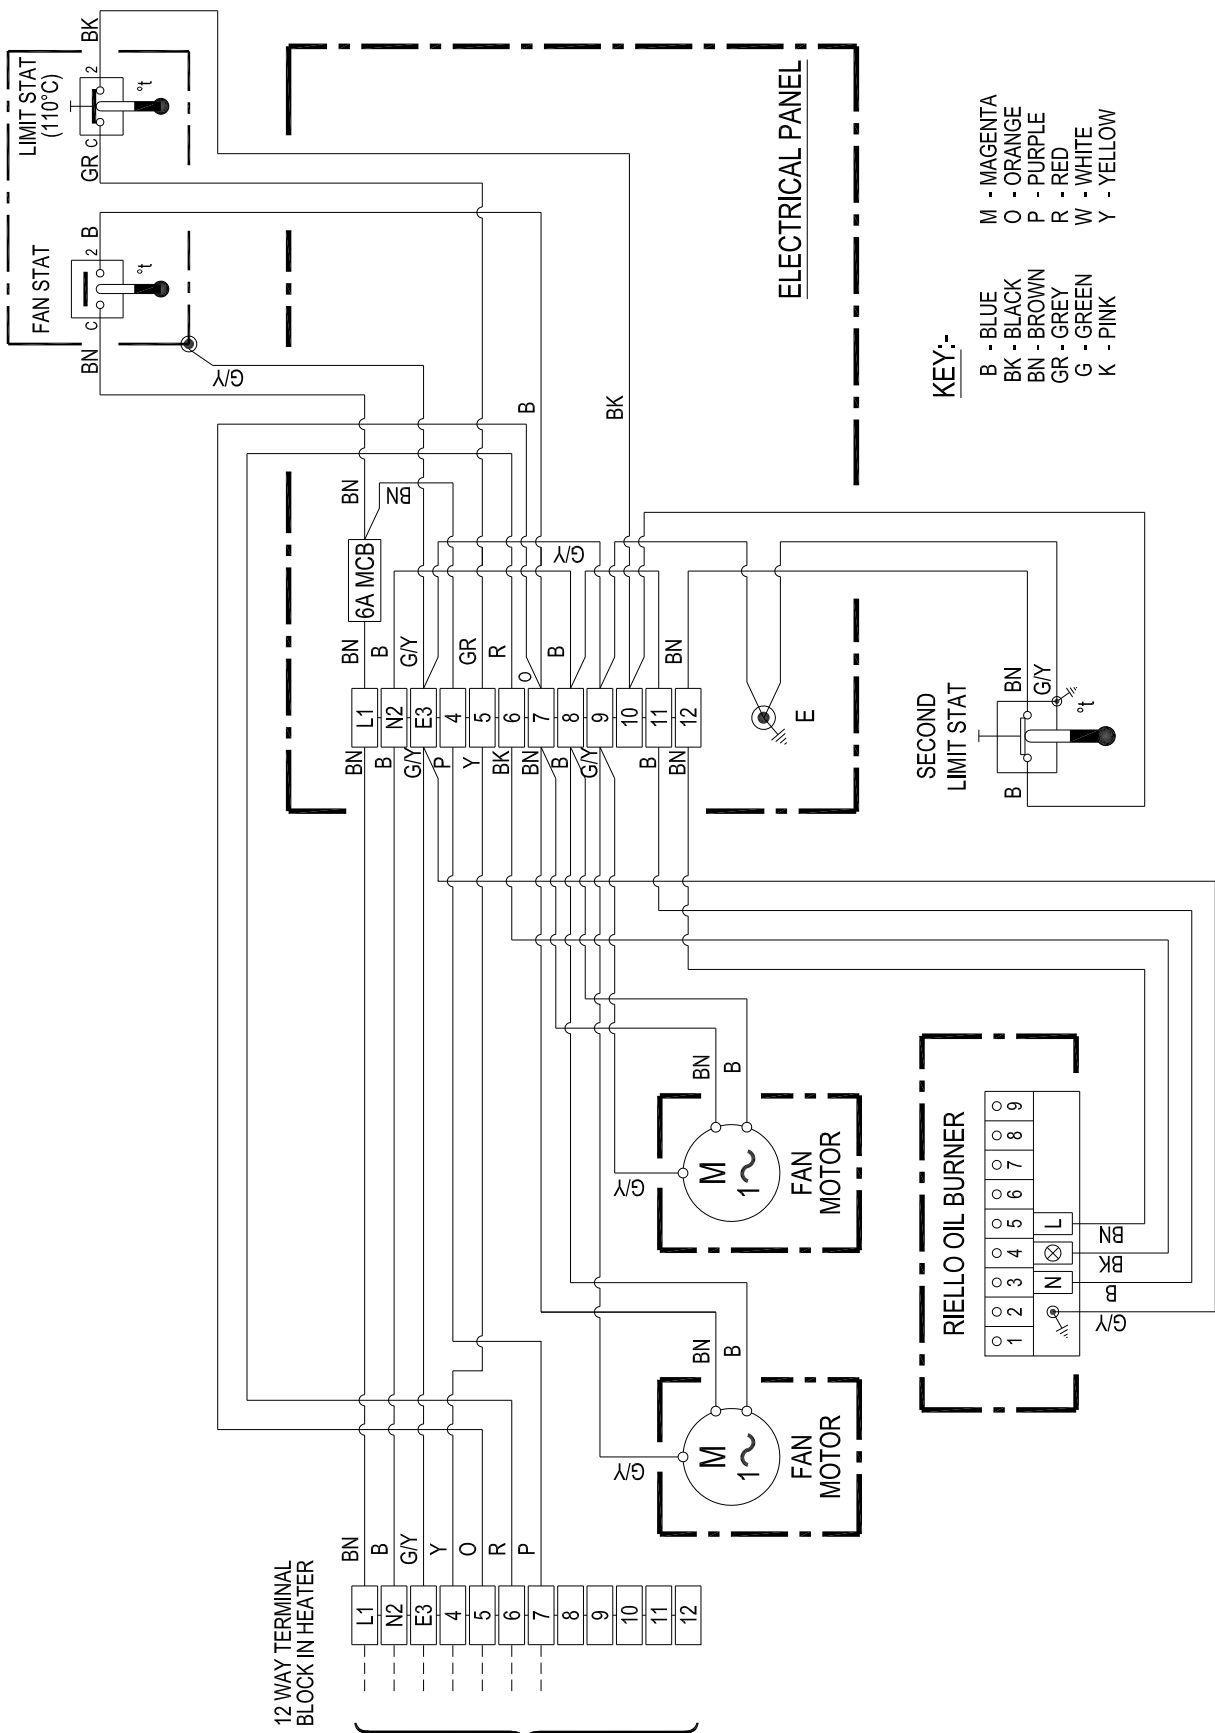 LIMIT STAT
(110°C)
GR C
2 BK
°t
FAN STAT
BN C
2 B
°t
G/Y
12 WAY TERMINAL
BLOCK IN HEATER
L1 BN
N2 B
E3 G/Y
4 Y
5 O
6 R
7 P
8
9
10
11
12
BN L1 BN
B N2 B
G/Y E3 G/Y
P 4
Y 5 GR
BK 6 R
BN 7 O
B 8 B
G/Y 9
10
B 11
BN 12 BN
6A MCB
BN
BN
G/Y
B
BK
E
ELECTRICAL PANEL
G/Y
BN
B
M
1
FAN
MOTOR
G/Y
BN
B
M
1
FAN
MOTOR
RIELLO OIL BURNER
1 2 3 4 5 6 7 8 9
N L
G/Y
B
BK
BN
SECOND
LIMIT STAT
B
BN
G/Y
°t
KEY:-
B - BLUE
BK - BLACK
BN - BROWN
GR - GREY
G - GREEN
K - PINK
M - MAGENTA
O - ORANGE
P - PURPLE
R - RED
W - WHITE
Y - YELLOW